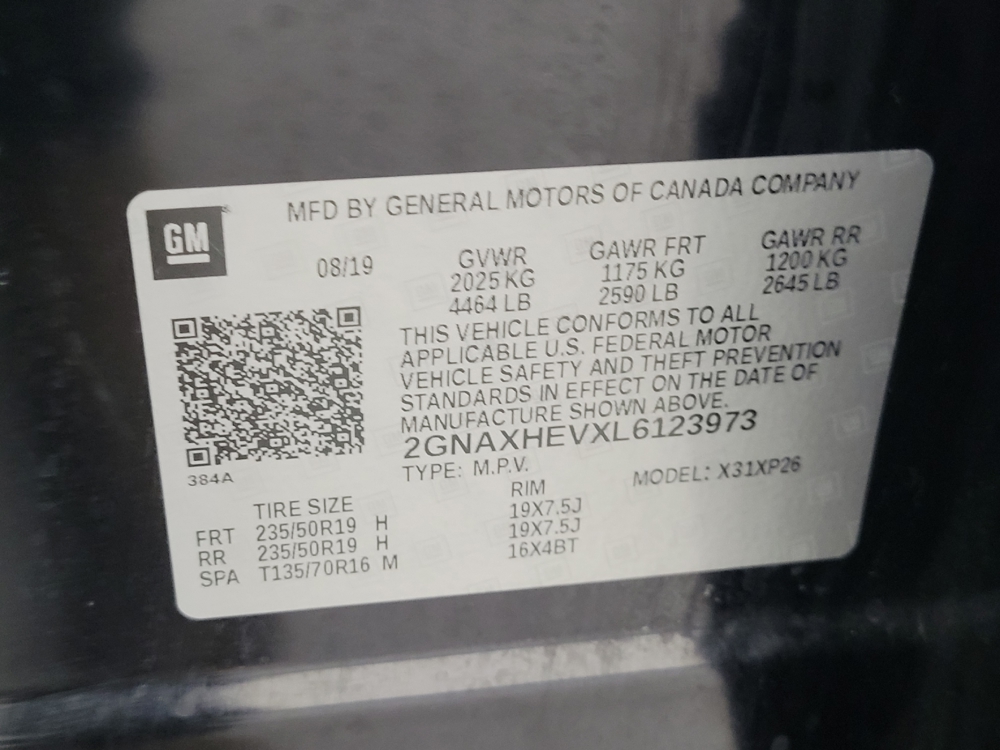 GM
MFD BY GENERAL MOTORS OF CANADA COMPANY
08/19
GVWR GAWR FRT GAWR RR
2025 KG 1175 KG 1200 KG
4464 LB 2590 LB 2645 LB
THIS VEHICLE CONFORMS TO ALL
APPLICABLE U.S. FEDERAL MOTOR
VEHICLE SAFETY AND THEFT PREVENTION
STANDARDS IN EFFECT ON THE DATE OF
MANUFACTURE SHOWN ABOVE.
2GNAXHEVXL6123973
384A
TYPE: M.P.V. MODEL: X31XP26
TIRE SIZE RIM
FRT 235/50R19 H 19X7.5J
RR 235/50R19 H 19X7.5J
SPA T135/70R16 M 16X4BT